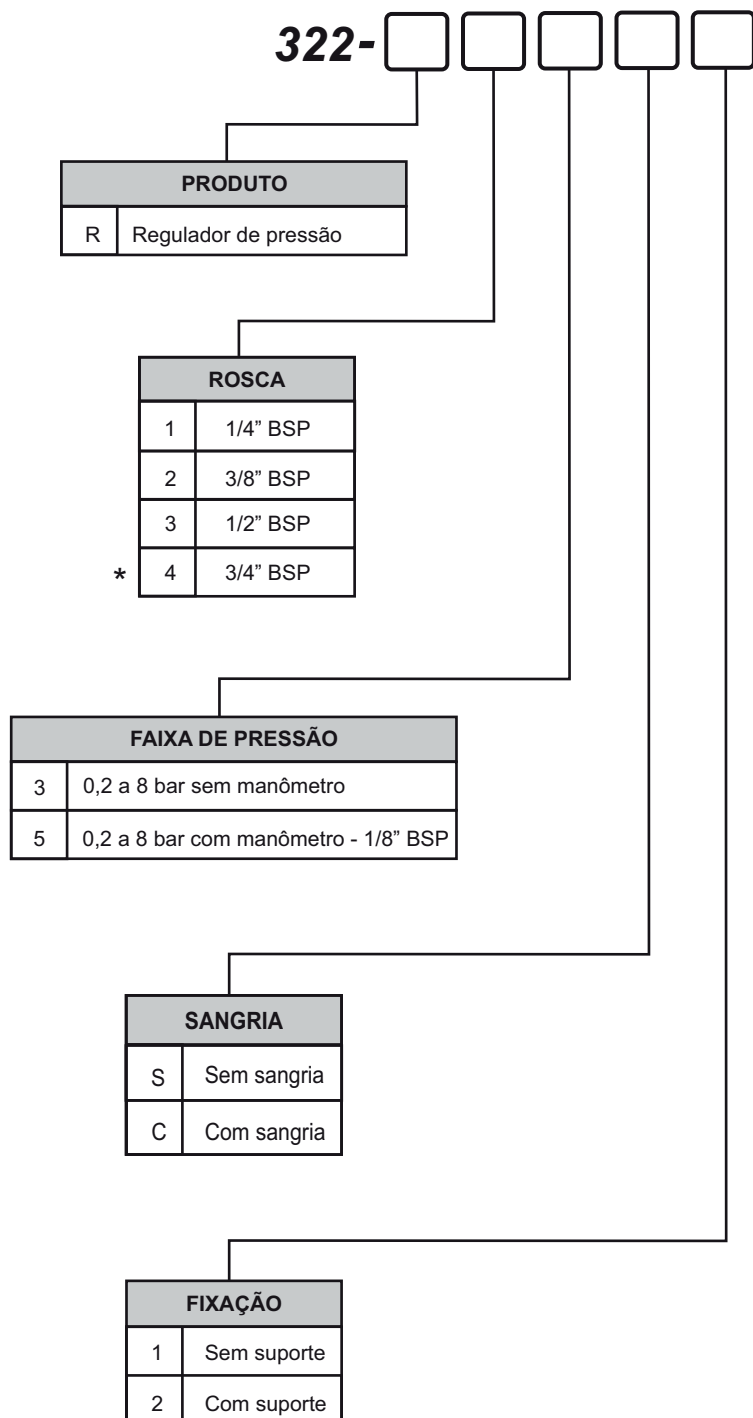 322-
PRODUTO
R Regulador de pressão
ROSCA
1 1/4” BSP
2 3/8” BSP
3 1/2” BSP
* 4 3/4” BSP
FAIXA DE PRESSÃO
3 0,2 a 8 bar sem manômetro
5 0,2 a 8 bar com manômetro - 1/8” BSP
SANGRIA
S Sem sangria
C Com sangria
FIXAÇÃO
1 Sem suporte
2 Com suporte